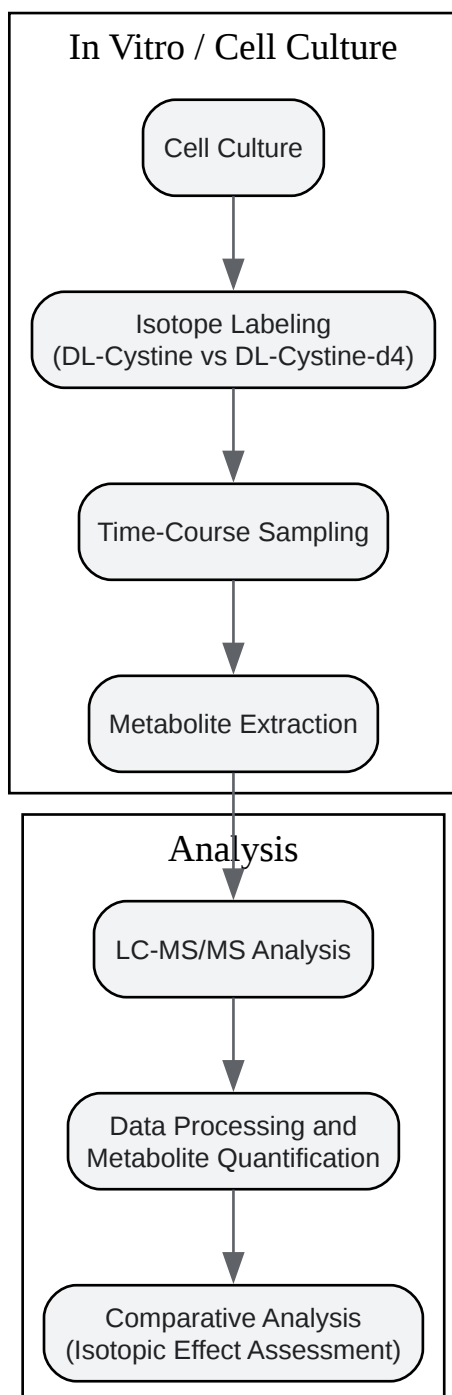 In Vitro / Cell Culture
Cell Culture
Isotope Labeling
(DL-Cystine vs DL-Cystine-d4)
Time-Course Sampling
Metabolite Extraction
Analysis
LC-MS/MS Analysis
Data Processing and
Metabolite Quantification
Comparative Analysis
(Isotopic Effect Assessment)